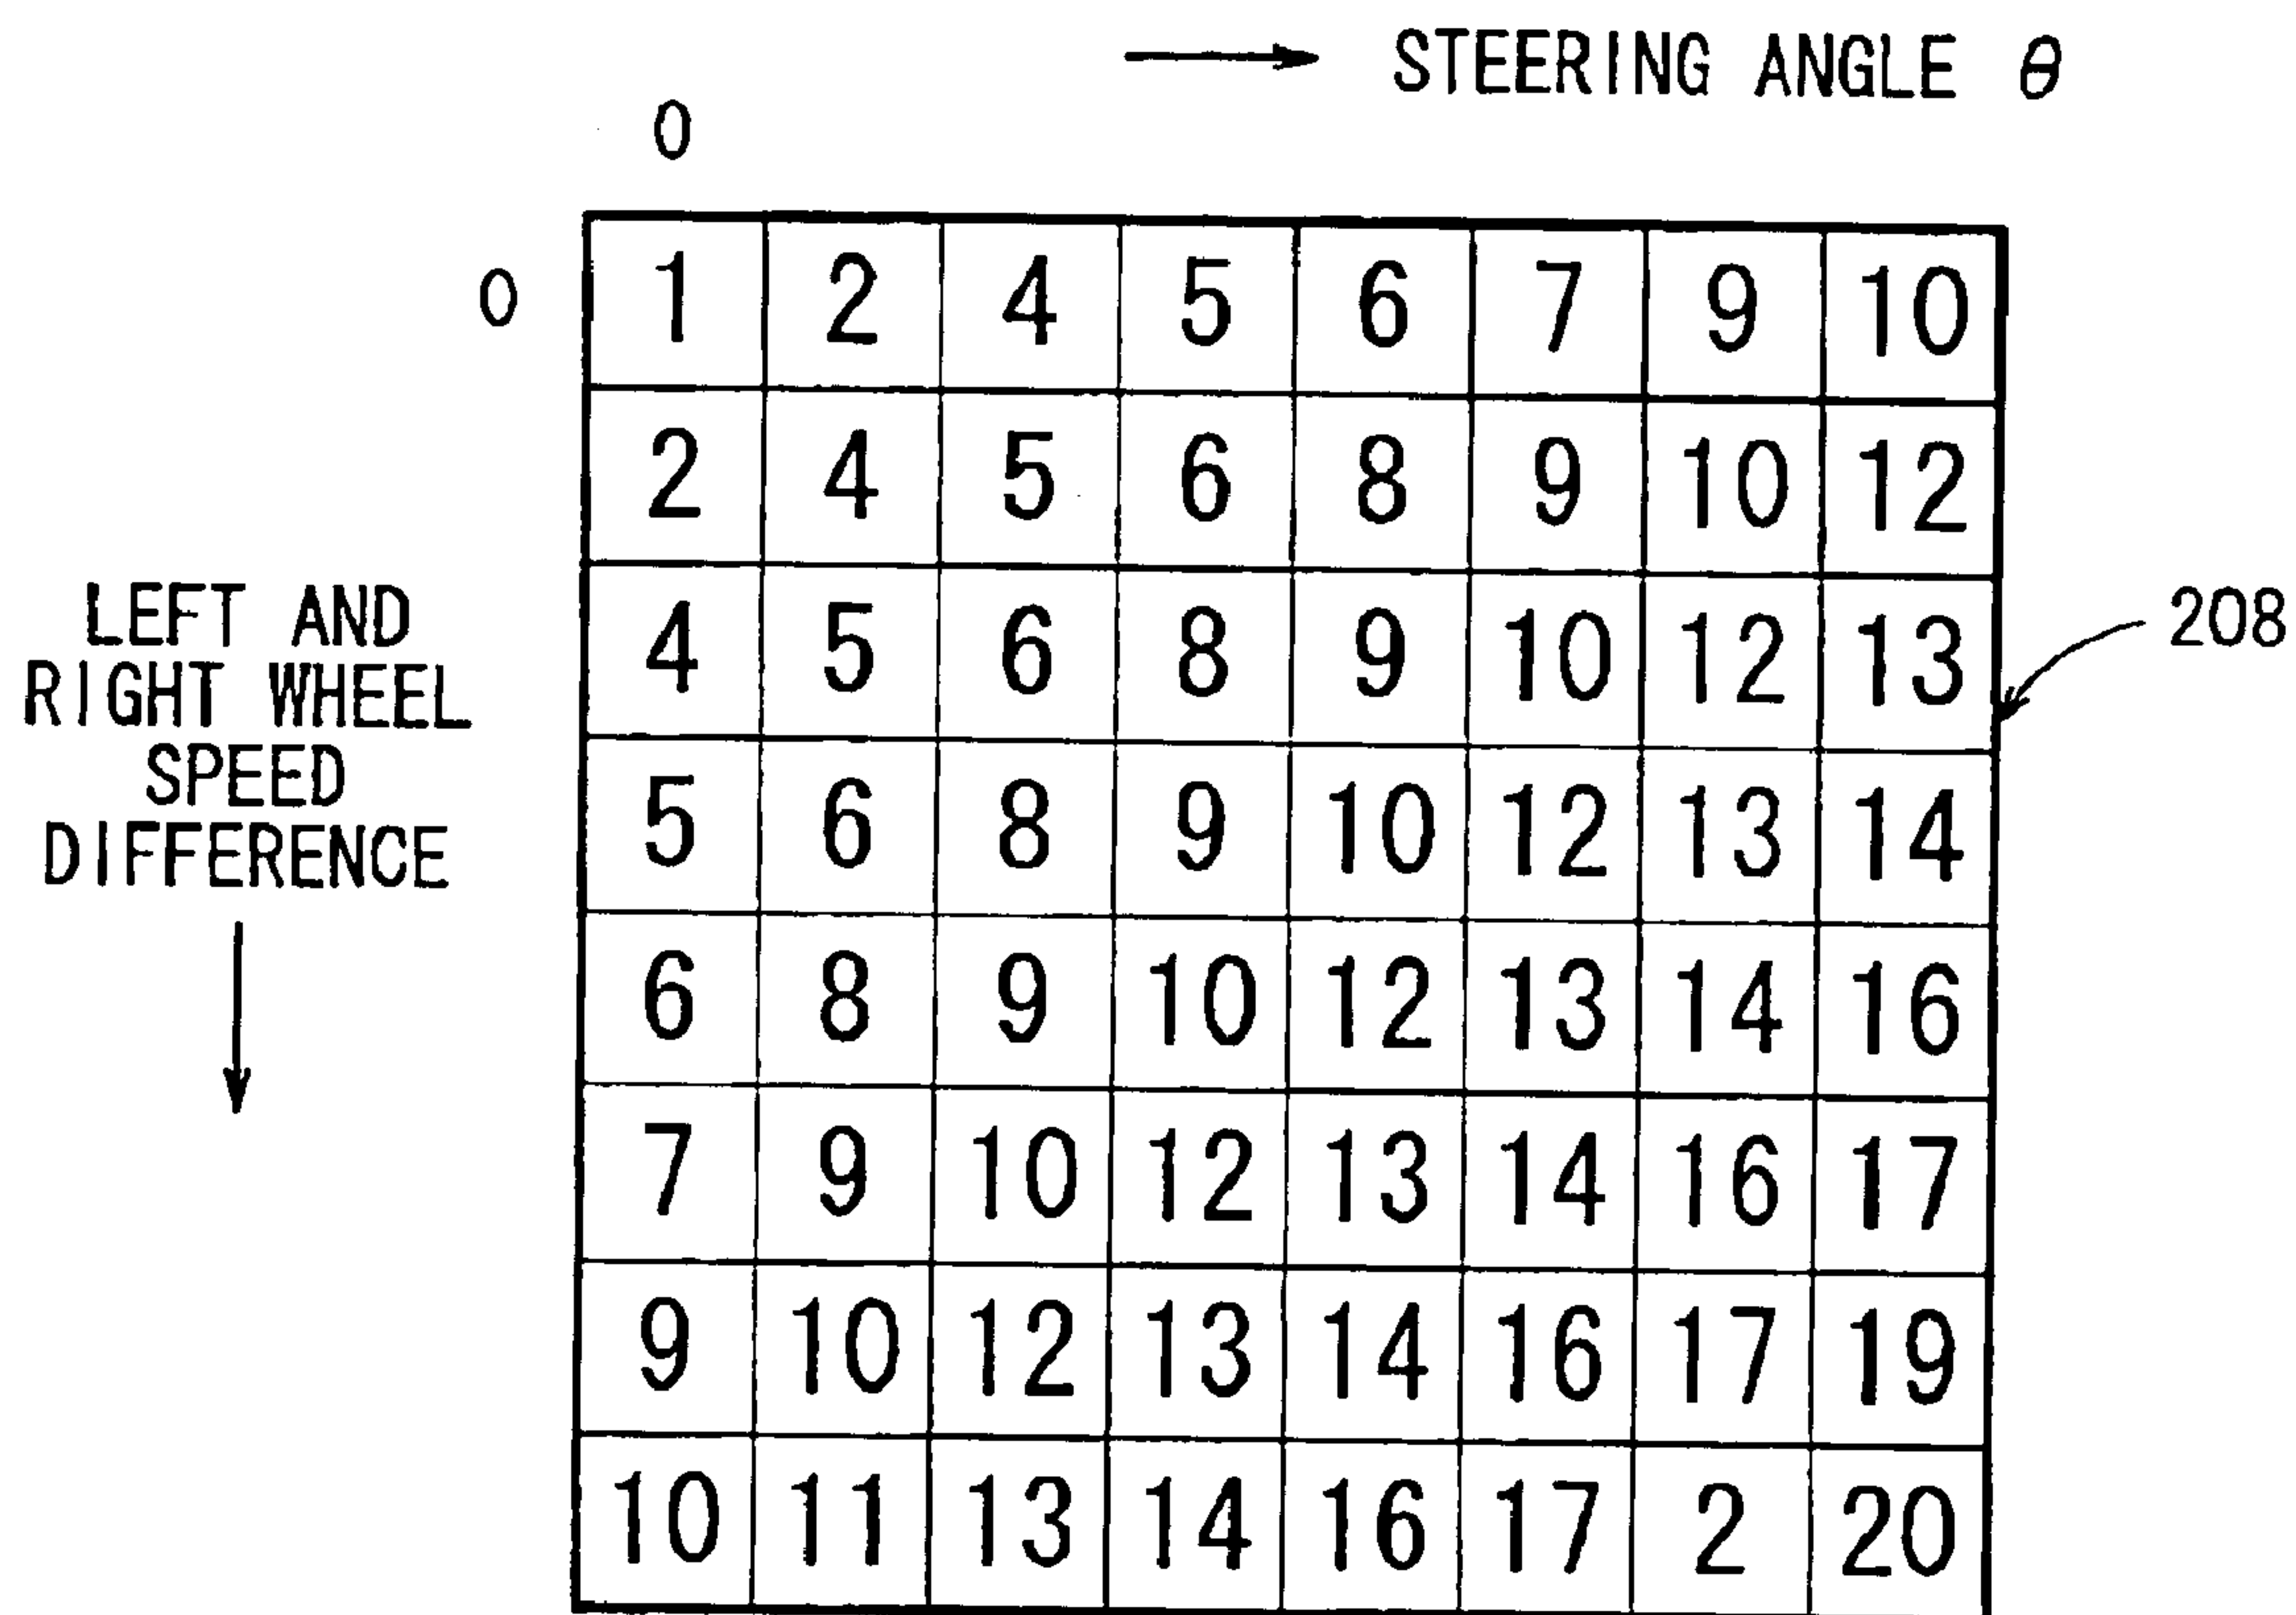 STEERING ANGLE θ
0
0 1 2 4 5 6 7 9 10
2 4 5 6 8 9 10 12
4 5 6 8 9 10 12 13
208
LEFT AND
RIGHT WHEEL
SPEED
DIFFERENCE
5 6 8 9 10 12 13 14
6 8 9 10 12 13 14 16
7 9 10 12 13 14 16 17
9 10 12 13 14 16 17 19
10 11 13 14 16 17 2 20